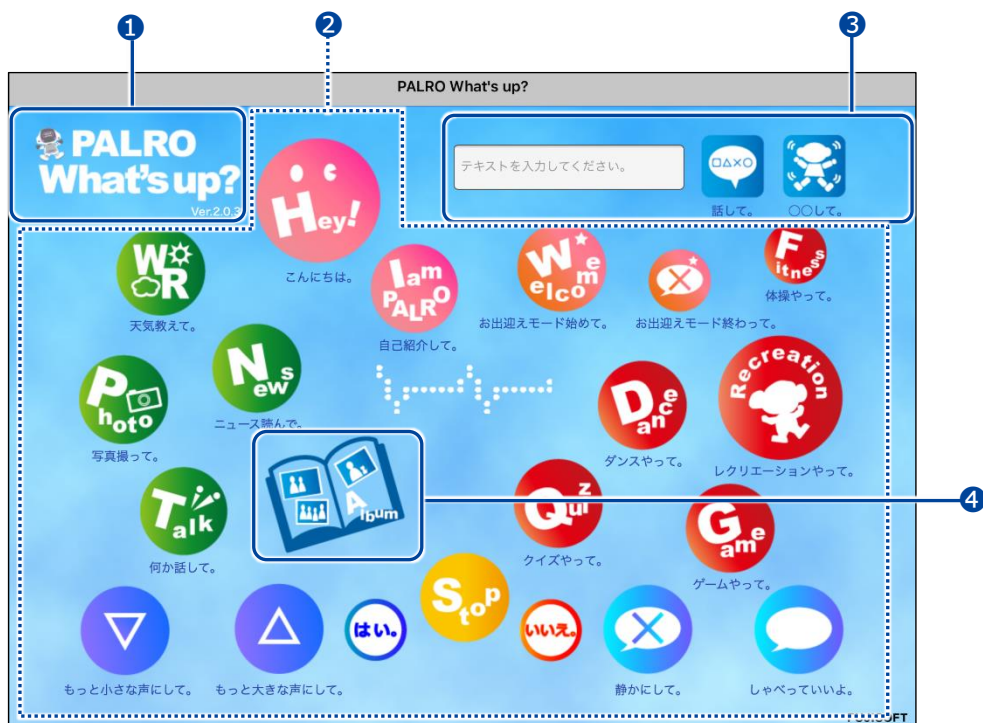 1
2
3
PALRO What's up?
PALRO
What's up?
Ver.2.0.3
Hey!
こんにちは。
テキストを入力してください。
□△×○
話して。
○○して。
WR
天気教えて。
I am PALRO
自己紹介して。
Welcome
お出迎えモード始めて。
お出迎えモード終わって。
Fitness
体操やって。
Photo
写真撮って。
News
ニュース読んで。
Dance
ダンスやって。
Recreation
レクリエーションやって。
Album
4
Talk
何か話して。
Quiz
クイズやって。
Game
ゲームやって。
もっと小さな声にして。
もっと大きな声にして。
はい。
Stop
いいえ。
静かにして。
しゃべっていいよ。
FUJISOFT